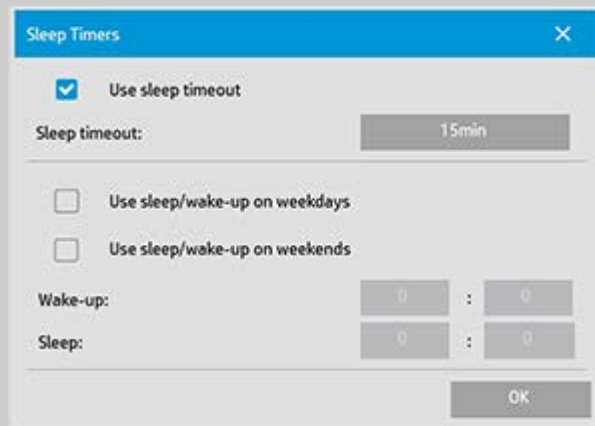 Sleep Timers
Use sleep timeout
Sleep timeout: 15min
Use sleep/wake-up on weekdays
Use sleep/wake-up on weekends
Wake-up: 0 : 0
Sleep: 0 : 0
OK